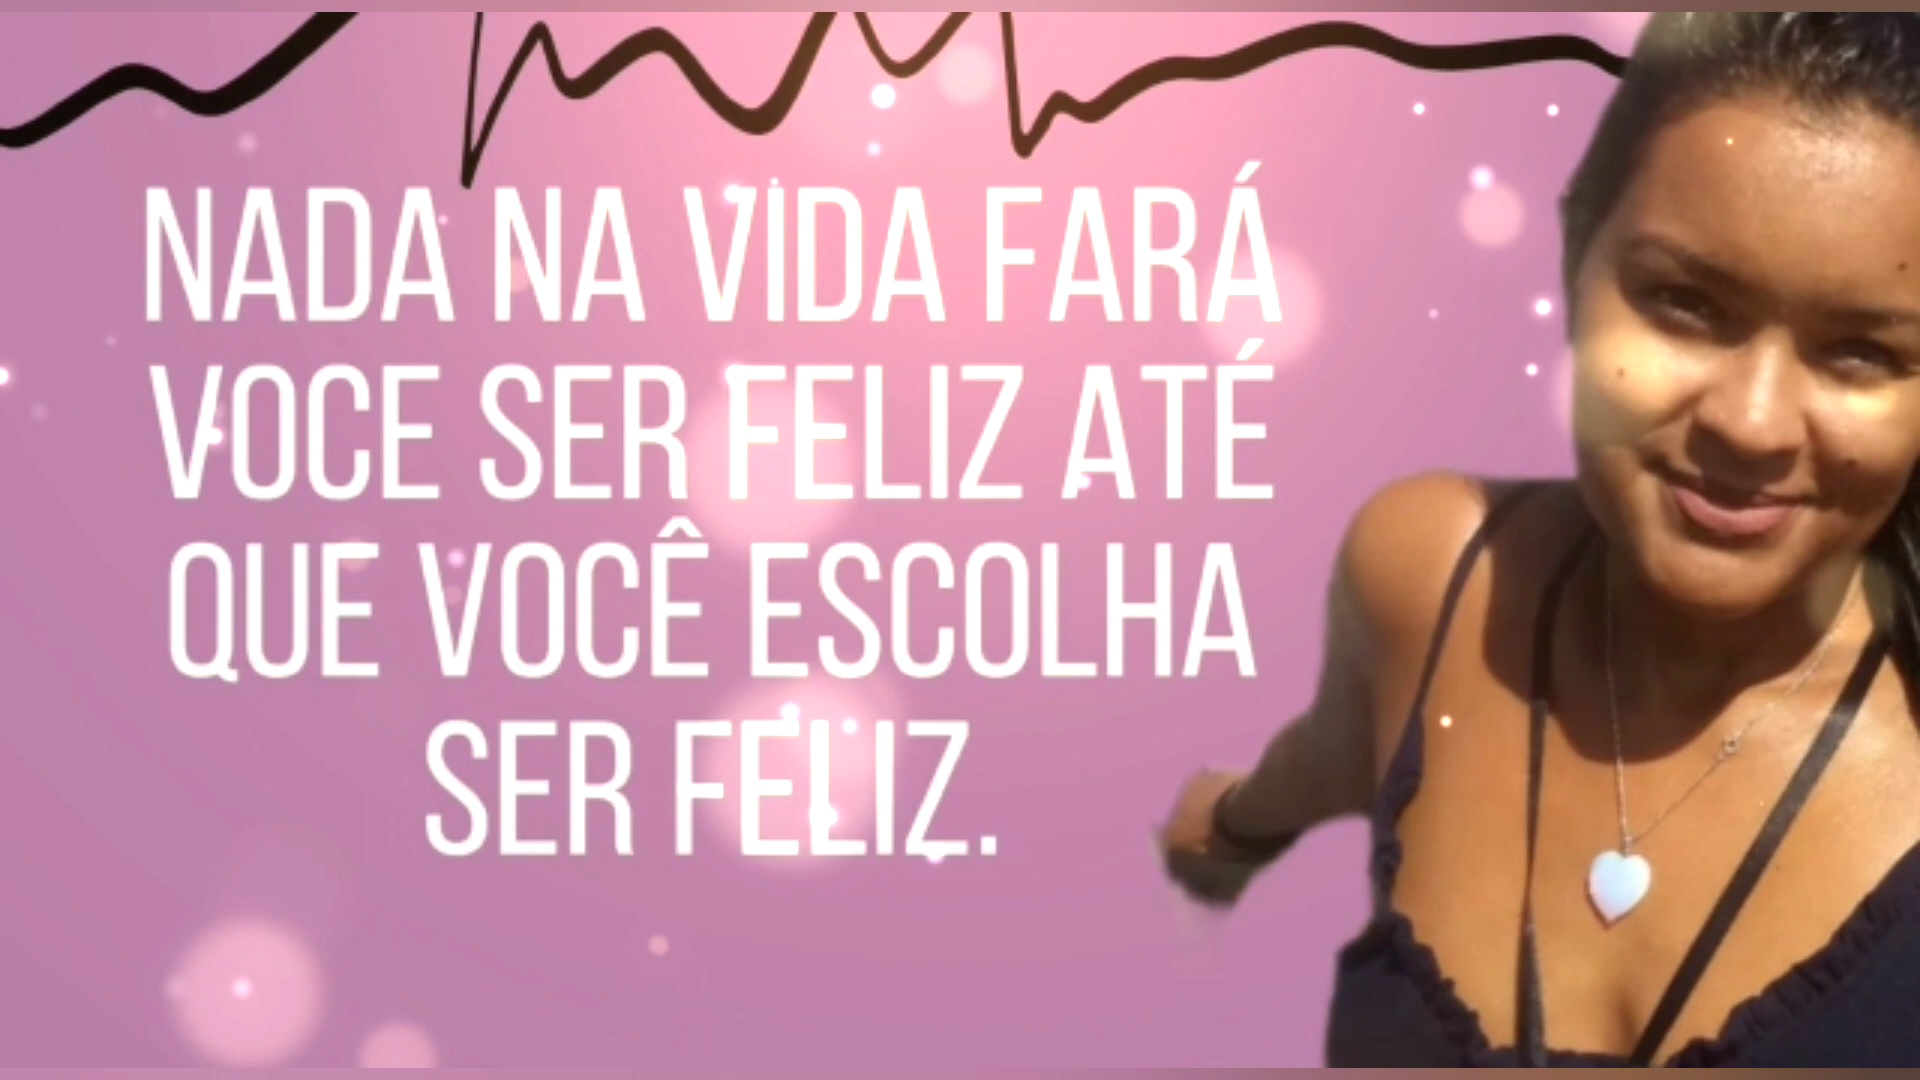 NADA NA VIDA FARÁ
VOCE SER FELIZ ATÉ
QUE VOCÊ ESCOLHA
SER FELIZ.